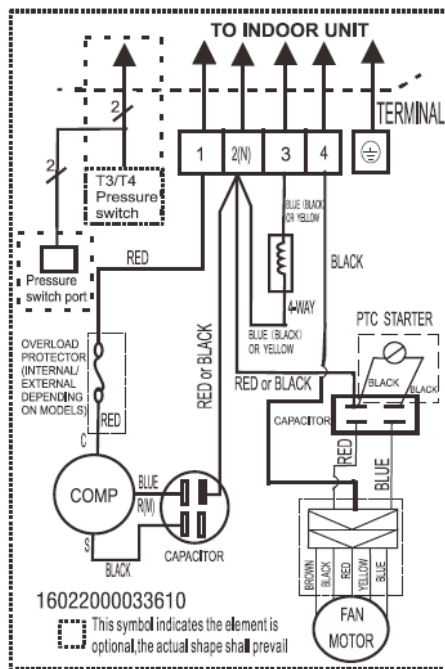 TO INDOOR UNIT
2
TERMINAL
1
2(N)
3
4
2
T3/T4
Pressure
switch
BLUE (BLACK)
OR YELLOW
RED
BLACK
Pressure
switch port
4-WAY
PTC STARTER
OVERLOAD
PROTECTOR
(INTERNAL/
EXTERNAL
DEPENDING
ON MODELS)
RED or BLACK
BLUE (BLACK)
OR YELLOW
RED or BLACK
BLACK
BLACK
RED
CAPACITOR
C
RED
BLUE
COMP
BLUE
R(M)
S
CAPACITOR
BLACK
BROWN
BLACK
RED
YELLOW
BLUE
16022000033610
FAN
MOTOR
This symbol indicates the element is
optional,the actual shape shall prevail